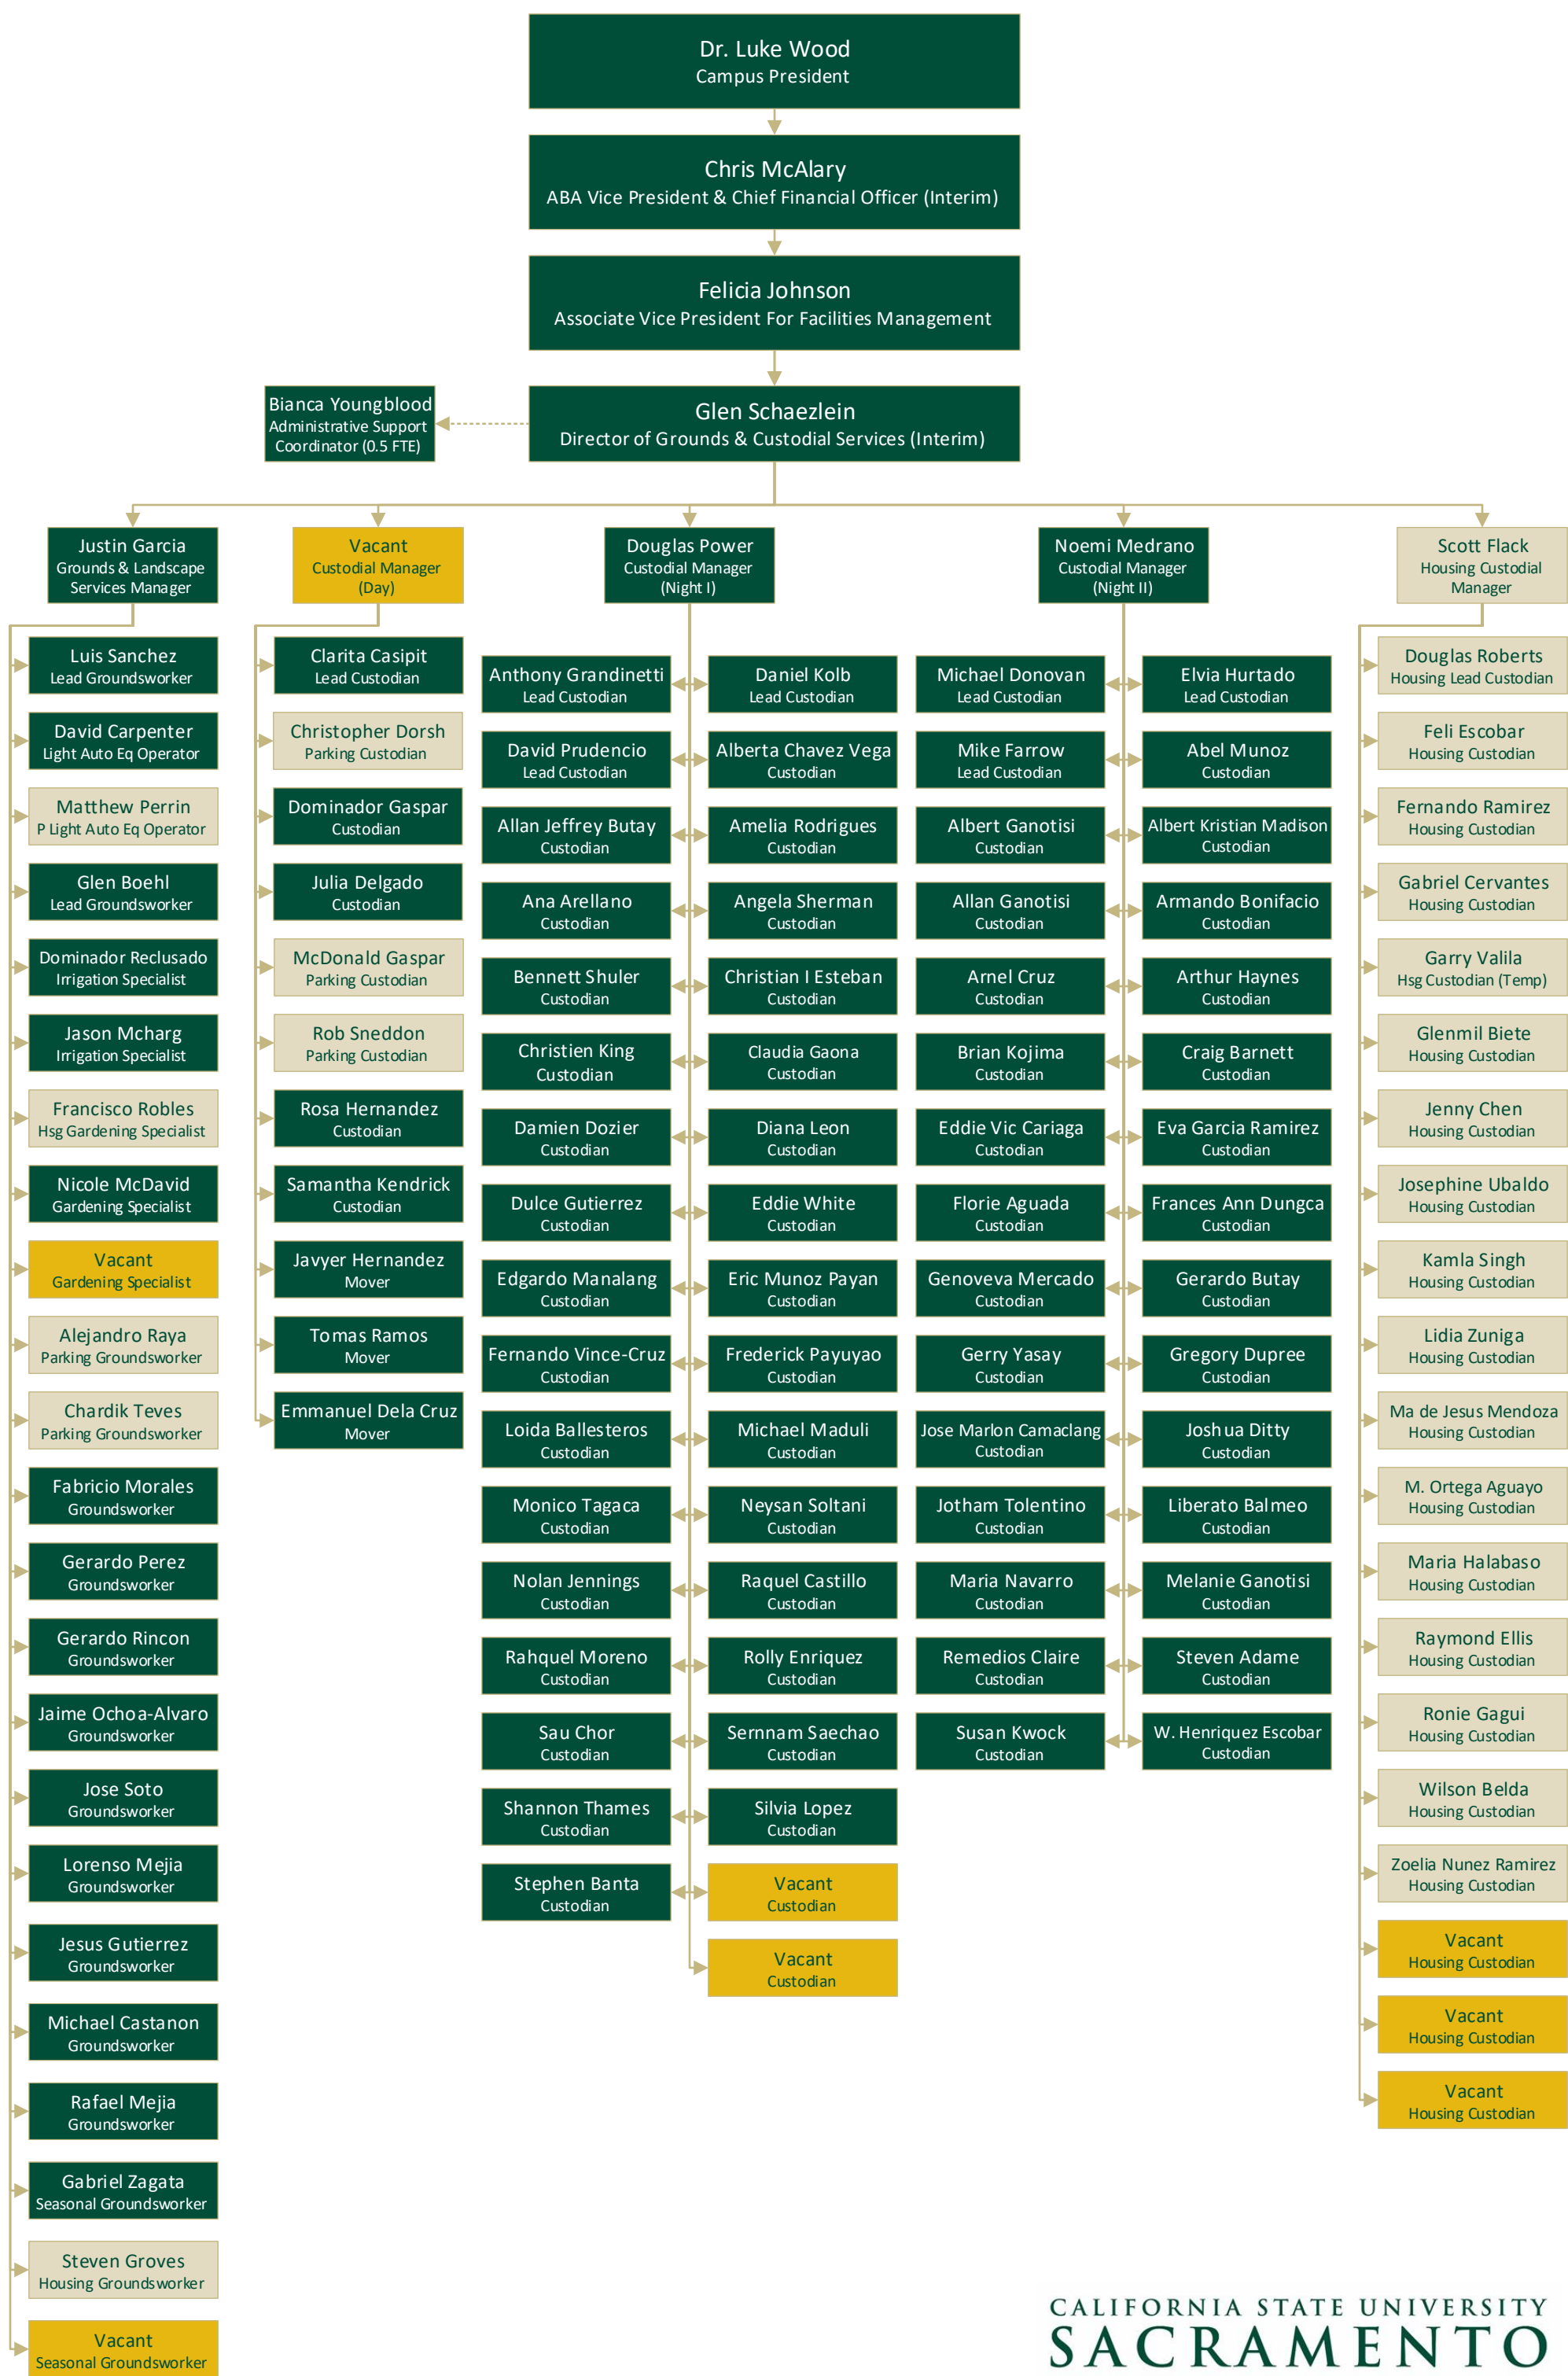 Dr. Luke Wood
Campus President
Chris McAlary
ABA Vice President & Chief Financial Officer (Interim)
Felicia Johnson
Associate Vice President For Facilities Management
Bianca Youngblood
Administrative Support
Coordinator (0.5 FTE)
Glen Schaezlein
Director of Grounds & Custodial Services (Interim)
Justin Garcia
Grounds & Landscape
Services Manager
Luis Sanchez
Lead Groundsworker
David Carpenter
Light Auto Eq Operator
Matthew Perrin
P Light Auto Eq Operator
Glen Boehl
Lead Groundsworker
Dominador Reclusado
Irrigation Specialist
Jason Mcharg
Irrigation Specialist
Francisco Robles
Hsg Gardening Specialist
Nicole McDavid
Gardening Specialist
Vacant
Gardening Specialist
Alejandro Raya
Parking Groundsworker
Chardik Teves
Parking Groundsworker
Fabricio Morales
Groundsworker
Gerardo Perez
Groundsworker
Gerardo Rincon
Groundsworker
Jaime Ochoa-Alvaro
Groundsworker
Jose Soto
Groundsworker
Lorenso Mejia
Groundsworker
Jesus Gutierrez
Groundsworker
Michael Castanon
Groundsworker
Rafael Mejia
Groundsworker
Gabriel Zagata
Seasonal Groundsworker
Steven Groves
Housing Groundsworker
Vacant
Seasonal Groundsworker
Vacant
Custodial Manager
(Day)
Clarita Casipit
Lead Custodian
Christopher Dorsh
Parking Custodian
Dominador Gaspar
Custodian
Julia Delgado
Custodian
McDonald Gaspar
Parking Custodian
Rob Sneddon
Parking Custodian
Rosa Hernandez
Custodian
Samantha Kendrick
Custodian
Javyer Hernandez
Mover
Tomas Ramos
Mover
Emmanuel Dela Cruz
Mover
Douglas Power
Custodial Manager
(Night I)
Anthony Grandinetti
Lead Custodian
Daniel Kolb
Lead Custodian
David Prudencio
Lead Custodian
Alberta Chavez Vega
Custodian
Allan Jeffrey Butay
Custodian
Amelia Rodrigues
Custodian
Ana Arellano
Custodian
Angela Sherman
Custodian
Bennett Shuler
Custodian
Christian I Esteban
Custodian
Christien King
Custodian
Claudia Gaona
Custodian
Damien Dozier
Custodian
Diana Leon
Custodian
Dulce Gutierrez
Custodian
Eddie White
Custodian
Edgardo Manalang
Custodian
Eric Munoz Payan
Custodian
Fernando Vince-Cruz
Custodian
Frederick Payuyao
Custodian
Loida Ballesteros
Custodian
Michael Maduli
Custodian
Monico Tagaca
Custodian
Neysan Soltani
Custodian
Nolan Jennings
Custodian
Raquel Castillo
Custodian
Rahquel Moreno
Custodian
Rolly Enriquez
Custodian
Sau Chor
Custodian
Sernnam Saechao
Custodian
Shannon Thames
Custodian
Silvia Lopez
Custodian
Stephen Banta
Custodian
Vacant
Custodian
Vacant
Custodian
Noemi Medrano
Custodial Manager
(Night II)
Michael Donovan
Lead Custodian
Elvia Hurtado
Lead Custodian
Mike Farrow
Lead Custodian
Abel Munoz
Custodian
Albert Ganotisi
Custodian
Albert Kristian Madison
Custodian
Allan Ganotisi
Custodian
Armando Bonifacio
Custodian
Arnel Cruz
Custodian
Arthur Haynes
Custodian
Brian Kojima
Custodian
Craig Barnett
Custodian
Eddie Vic Cariaga
Custodian
Eva Garcia Ramirez
Custodian
Florie Aguada
Custodian
Frances Ann Dungca
Custodian
Genoveva Mercado
Custodian
Gerardo Butay
Custodian
Gerry Yasay
Custodian
Gregory Dupree
Custodian
Jose Marlon Camaclang
Custodian
Joshua Ditty
Custodian
Jotham Tolentino
Custodian
Liberato Balmeo
Custodian
Maria Navarro
Custodian
Melanie Ganotisi
Custodian
Remedios Claire
Custodian
Steven Adame
Custodian
Susan Kwock
Custodian
W. Henriquez Escobar
Custodian
Scott Flack
Housing Custodial
Manager
Douglas Roberts
Housing Lead Custodian
Feli Escobar
Housing Custodian
Fernando Ramirez
Housing Custodian
Gabriel Cervantes
Housing Custodian
Garry Valila
Hsg Custodian (Temp)
Glenmil Biete
Housing Custodian
Jenny Chen
Housing Custodian
Josephine Ubaldo
Housing Custodian
Kamla Singh
Housing Custodian
Lidia Zuniga
Housing Custodian
Ma de Jesus Mendoza
Housing Custodian
M. Ortega Aguayo
Housing Custodian
Maria Halabaso
Housing Custodian
Raymond Ellis
Housing Custodian
Ronie Gagui
Housing Custodian
Wilson Belda
Housing Custodian
Zoelia Nunez Ramirez
Housing Custodian
Vacant
Housing Custodian
Vacant
Housing Custodian
Vacant
Housing Custodian
CALIFORNIA STATE UNIVERSITY
SACRAMENTO